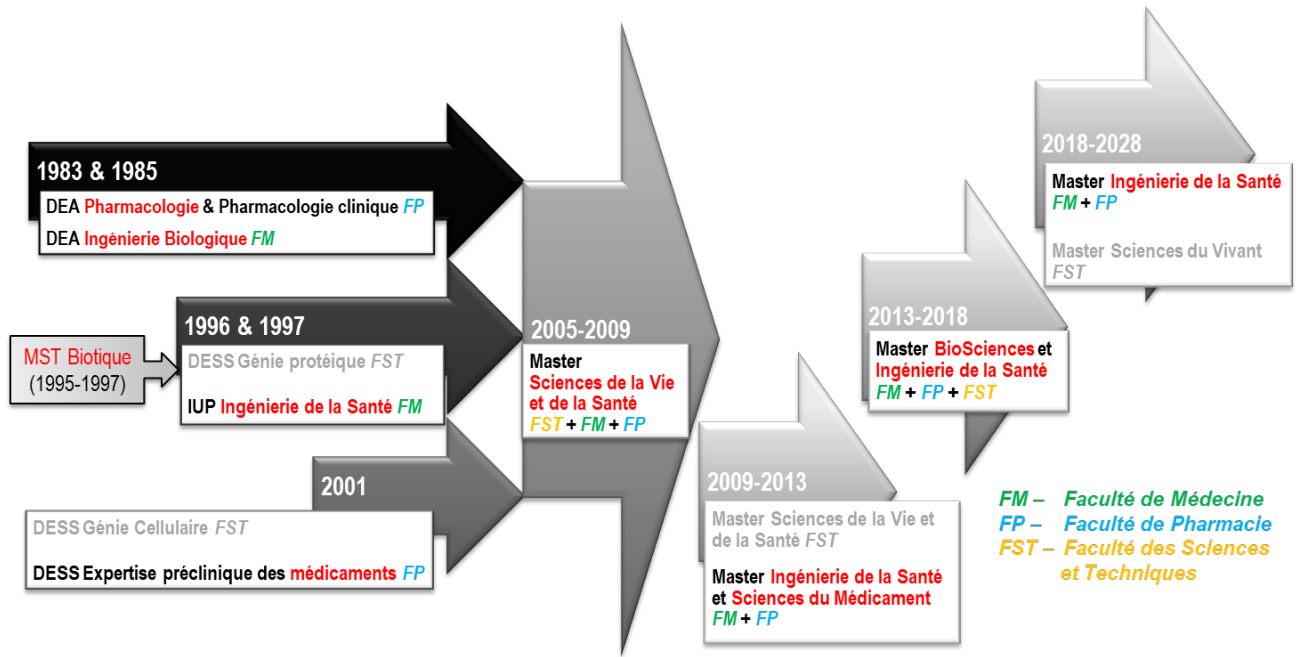 1983 & 1985
DEA Pharmacologie & Pharmacologie clinique FP
DEA Ingénierie Biologique FM
MST Biotique
(1995-1997)
1996 & 1997
DESS Génie protéique FST
IUP Ingénierie de la Santé FM
2001
DESS Génie Cellulaire FST
DESS Expertise préclinique des médicaments FP
2005-2009
Master
Sciences de la Vie
et de la Santé
FST + FM + FP
2009-2013
Master Sciences de la Vie et
de la Santé FST
Master Ingénierie de la Santé
et Sciences du Médicament
FM + FP
2013-2018
Master BioSciences et
Ingénierie de la Santé
FM + FP + FST
2018-2028
Master Ingénierie de la Santé
FM + FP
Master Sciences du Vivant
FST
FM – Faculté de Médecine
FP – Faculté de Pharmacie
FST – Faculté des Sciences
et Techniques